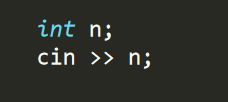 int n;
cin >> n;